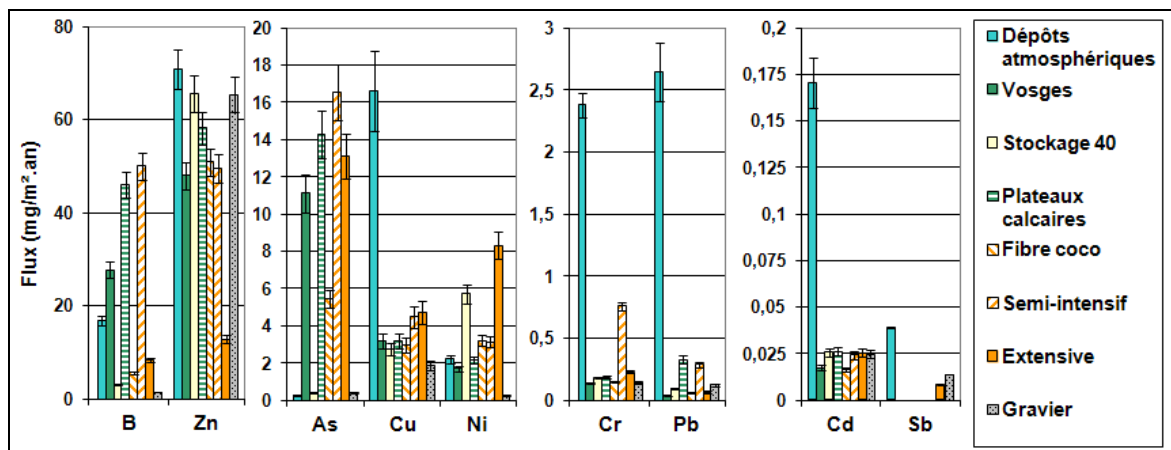 80
60
40
20
0
Flux (mg/m².an)
B
Zn
20
18
16
14
12
10
8
6
4
2
0
As
Cu
Ni
3
2,5
2
1,5
1
0,5
0
Cr
Pb
0,2
0,175
0,15
0,125
0,1
0,075
0,05
0,025
0
Cd
Sb
Dépôts
atmosphériques
Vosges
Stockage 40
Plateaux
calcaires
Fibre coco
Semi-intensif
Extensive
Gravier